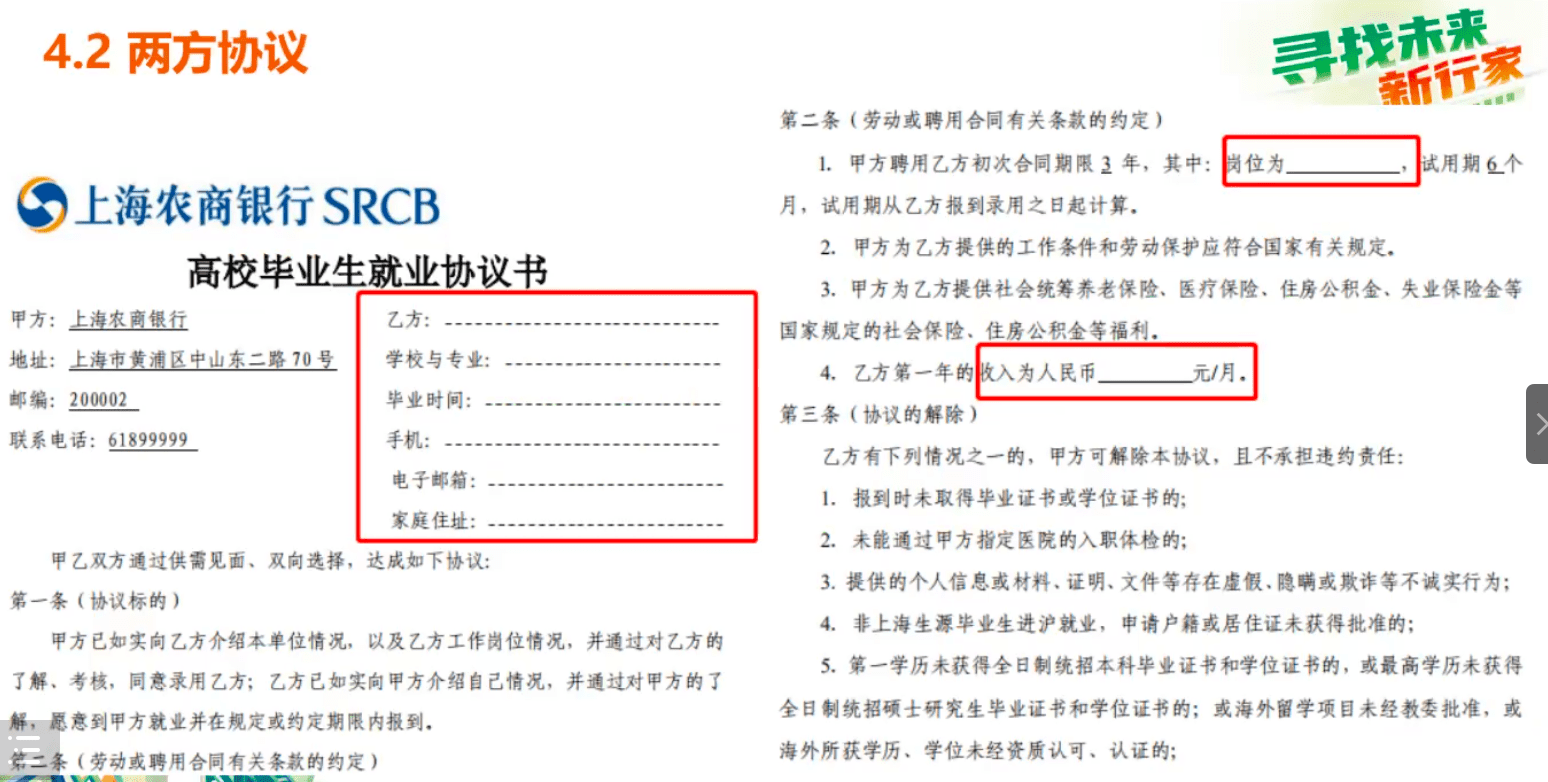 4.2 两方协议
寻找未来
新行家
上海农商银行 SRCB
高校毕业生就业协议书
甲方：上海农商银行
地址：上海市黄浦区中山东二路 70 号
邮编：200002
联系电话：61899999
乙方：
学校与专业：
毕业时间：
手机：
电子邮箱：
家庭住址：
甲乙双方通过供需见面、双向选择，达成如下协议：
第一条（协议标的）
甲方已如实向乙方介绍本单位情况，以及乙方工作岗位情况，并通过对乙方的
了解、考核，同意录用乙方；乙方已如实向甲方介绍自己情况，并通过对甲方的了
解，愿意到甲方就业并在规定或约定期限内报到。
第二条（劳动或聘用合同有关条款的约定）
第二条（劳动或聘用合同有关条款的约定）
1. 甲方聘用乙方初次合同期限 3 年，其中：岗位为________，试用期 6 个
月，试用期从乙方报到录用之日起计算。
2. 甲方为乙方提供的工作条件和劳动保护应符合国家有关规定。
3. 甲方为乙方提供社会统筹养老保险、医疗保险、住房公积金、失业保险金等
国家规定的社会保险、住房公积金等福利。
4. 乙方第一年的收入为人民币________元/月。
第三条（协议的解除）
乙方有下列情况之一的，甲方可解除本协议，且不承担违约责任：
1. 报到时未取得毕业证书或学位证书的；
2. 未能通过甲方指定医院的入职体检的；
3. 提供的个人信息或材料、证明、文件等存在虚假、隐瞒或欺诈等不诚实行为；
4. 非上海生源毕业生进沪就业，申请户籍或居住证未获得批准的；
5. 第一学历未获得全日制统招本科毕业证书和学位证书的，或最高学历未获得
全日制统招硕士研究生毕业证书和学位证书的；或海外留学项目未经教委批准，或
海外所获学历、学位未经资质认可、认证的；